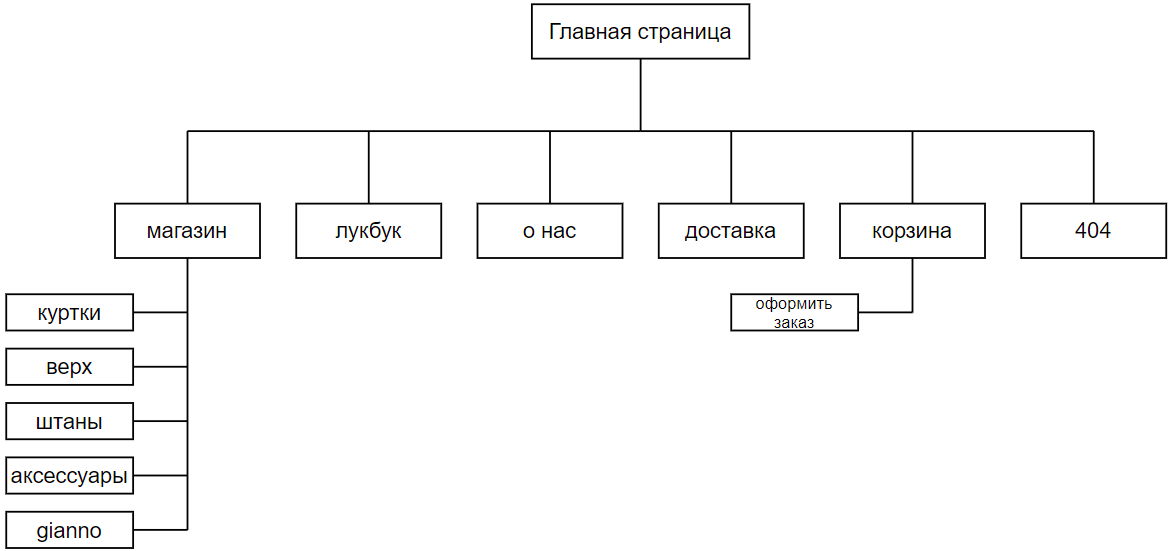 Главная страница
магазин
лукбук
о нас
доставка
корзина
404
куртки
верх
штаны
аксессуары
gianno
оформить
заказ